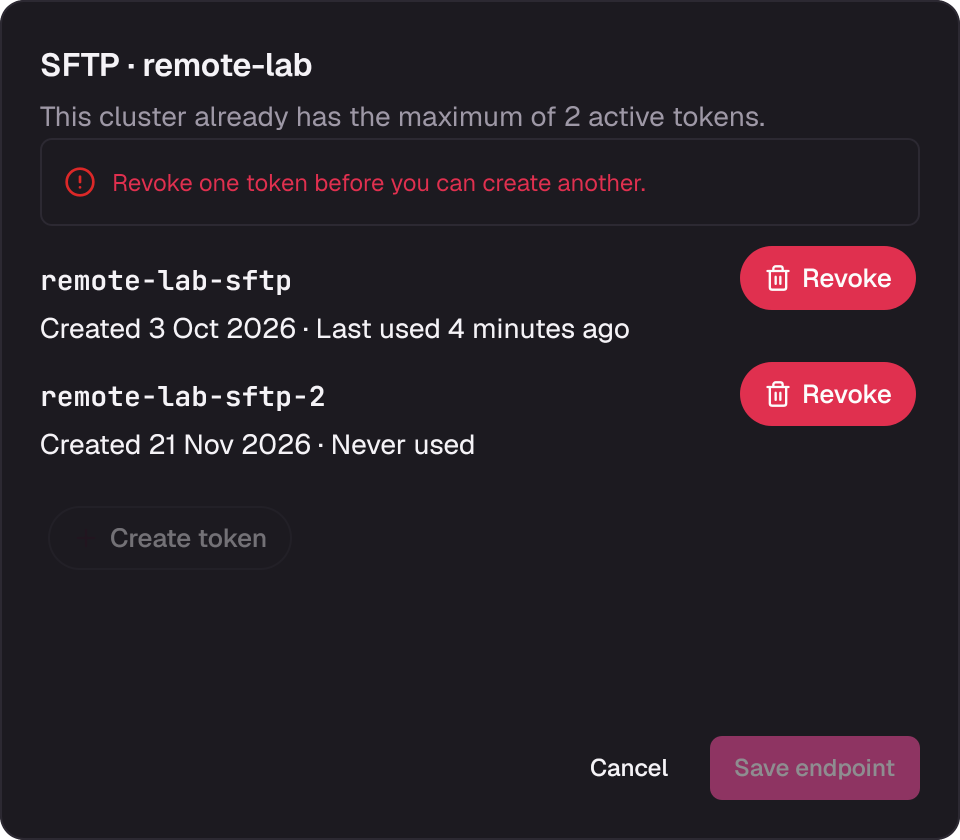 SFTP · remote-lab
This cluster already has the maximum of 2 active tokens.
Revoke one token before you can create another.
remote-lab-sftp
Revoke
Created 3 Oct 2026 · Last used 4 minutes ago
remote-lab-sftp-2
Revoke
Created 21 Nov 2026 · Never used
Create token
Cancel
Save endpoint